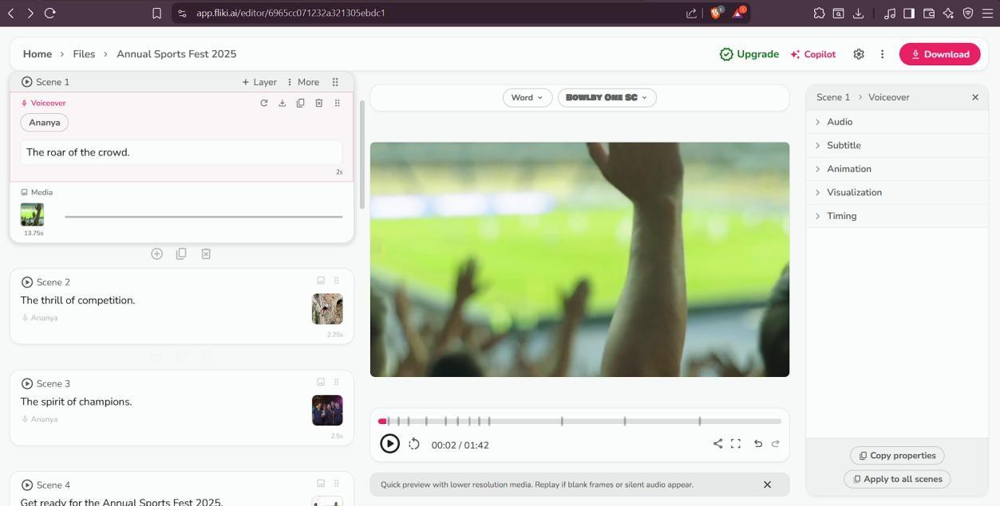 app.fliki.ai/editor/6965cc071232a321305ebdc1
6
1
Home > Files > Annual Sports Fest 2025
Upgrade
Copilot
Download
Scene 1
+ Layer
More
Voiceover
Ananya
The roar of the crowd.
2s
Media
13.75s
Scene 2
The thrill of competition.
Ananya
2.25s
Scene 3
The spirit of champions.
Ananya
2.5s
Scene 4
Get ready for the Annual Sports Fest 2025.
Word
Bowlby One SC
00:02 / 01:42
Quick preview with lower resolution media. Replay if blank frames or silent audio appear.
Scene 1 > Voiceover
Audio
Subtitle
Animation
Visualization
Timing
Copy properties
Apply to all scenes